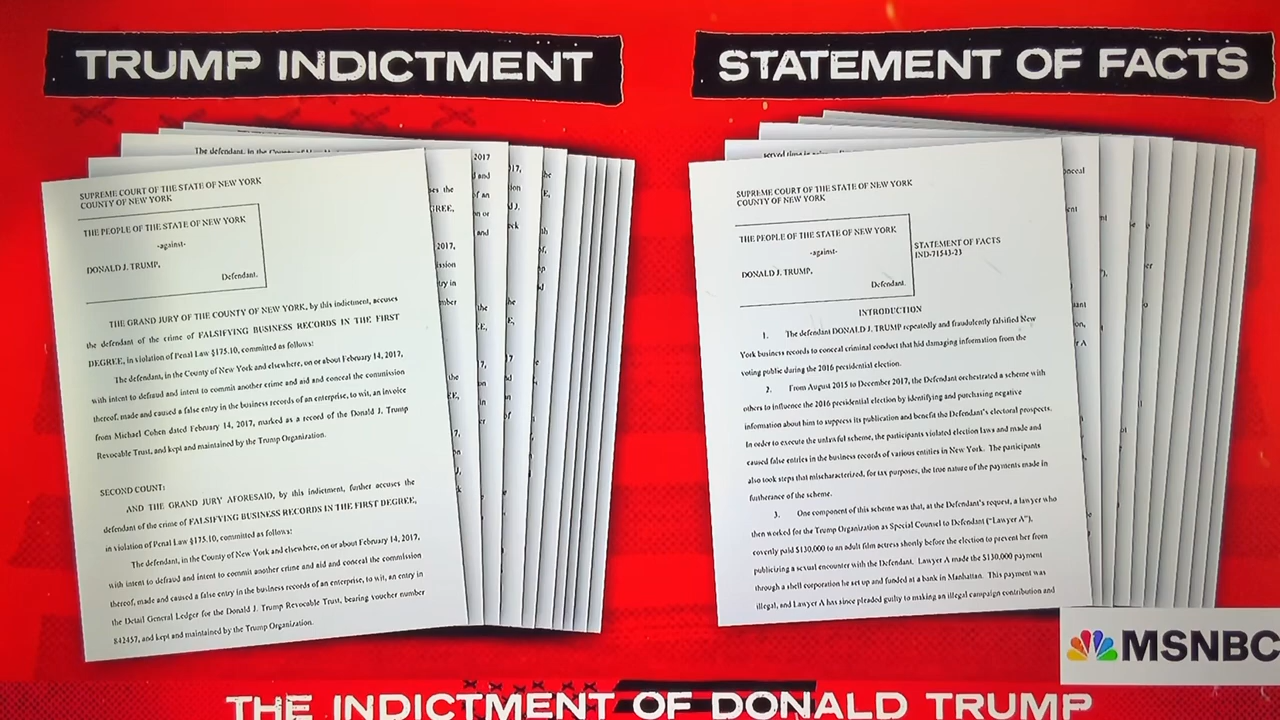 TRUMP INDICTMENT
SUPREME COURT OF THE STATE OF NEW YORK
COUNTY OF NEW YORK
THE PEOPLE OF THE STATE OF NEW YORK
-against-
DONALD J. TRUMP,
Defendant.
THE GRAND JURY OF THE COUNTY OF NEW YORK, by this indictment, accuses
the defendant of the crime of FALSIFYING BUSINESS RECORDS IN THE FIRST
DEGREE, in violation of Penal Law §175.10, committed as follows:
The defendant, in the County of New York and elsewhere, on or about February 14, 2017,
with intent to defraud and intent to commit another crime and aid and conceal the commission
thereof, made and caused a false entry in the business records of an enterprise, to wit, an invoice
from Michael Cohen dated February 14, 2017, marked as a record of the Donald J. Trump
Revocable Trust, and kept and maintained by the Trump Organization.
SECOND COUNT:
AND THE GRAND JURY AFORESAID, by this indictment, further accuses the
defendant of the crime of FALSIFYING BUSINESS RECORDS IN THE FIRST DEGREE,
in violation of Penal Law §175.10, committed as follows:
The defendant, in the County of New York and elsewhere, on or about February 14, 2017,
with intent to defraud and intent to commit another crime and aid and conceal the commission
thereof, made and caused a false entry in the business records of an enterprise, to wit, an entry in
the Detail General Ledger for the Donald J. Trump Revocable Trust, bearing voucher number
842457, and kept and maintained by the Trump Organization.
STATEMENT OF FACTS
SUPREME COURT OF THE STATE OF NEW YORK
COUNTY OF NEW YORK
THE PEOPLE OF THE STATE OF NEW YORK
-against-
DONALD J. TRUMP,
Defendant.
STATEMENT OF FACTS
IND-71543-23
INTRODUCTION
1. The defendant DONALD J. TRUMP repeatedly and fraudulently falsified New
York business records to conceal criminal conduct that hid damaging information from the
voting public during the 2016 presidential election.
2. From August 2015 to December 2017, the Defendant orchestrated a scheme with
others to influence the 2016 presidential election by identifying and purchasing negative
information about him to suppress its publication and benefit the Defendant's electoral prospects.
In order to execute the unlawful scheme, the participants violated election laws and made and
caused false entries in the business records of various entities in New York. The participants
also took steps that mischaracterized, for tax purposes, the true nature of the payments made in
furtherance of the scheme.
3. One component of this scheme was that, at the Defendant's request, a lawyer who
then worked for the Trump Organization as Special Counsel to Defendant ("Lawyer A"),
covertly paid $130,000 to an adult film actress shortly before the election to prevent her from
publicizing a sexual encounter with the Defendant. Lawyer A made the $130,000 payment
through a shell corporation he set up and funded at a bank in Manhattan. This payment was
illegal, and Lawyer A has since pleaded guilty to making an illegal campaign contribution and
MSNBC
THE INDICTMENT OF DONALD TRUMP